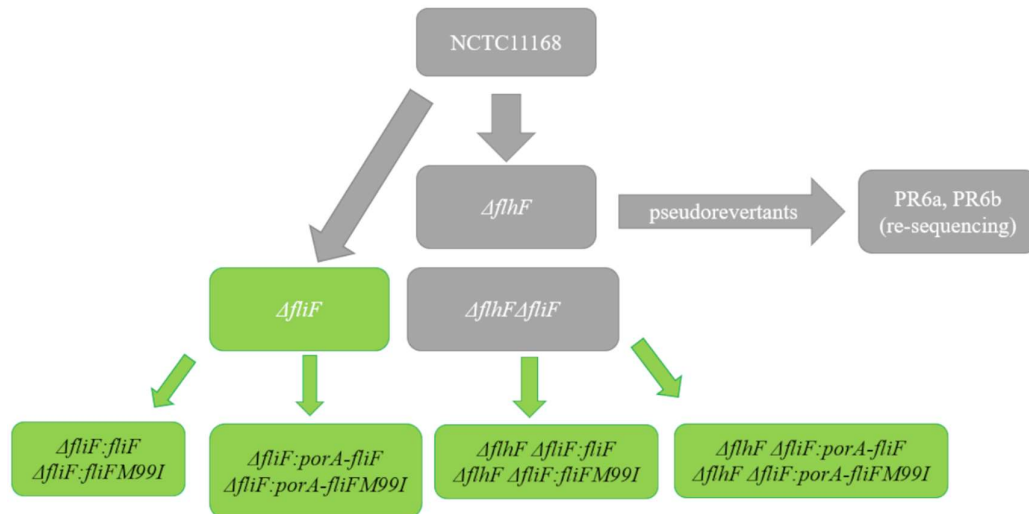 NCTC11168
ΔflhF
pseudorevertants
PR6a, PR6b
(re-sequencing)
ΔfliF
ΔflhFΔfliF
ΔfliF:fliF
ΔfliF:fliFM99I
ΔfliF:porA-fliF
ΔfliF:porA-fliFM99I
ΔflhF ΔfliF:fliF
ΔflhF ΔfliF:fliFM99I
ΔflhF ΔfliF:porA-fliF
ΔflhF ΔfliF:porA-fliFM99I